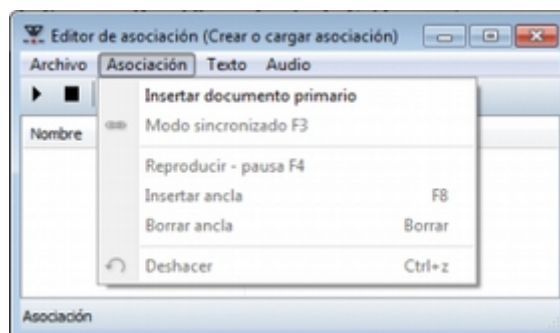 Editor de asociación (Crear o cargar asociación)
Archivo Asociación Texto Audio
Insertar documento primario
Nombre
Modo sincronizado F3
Reproducir - pausa F4
Insertar ancla F8
Borrar ancla Borrar
Deshacer Ctrl+z
Asociación